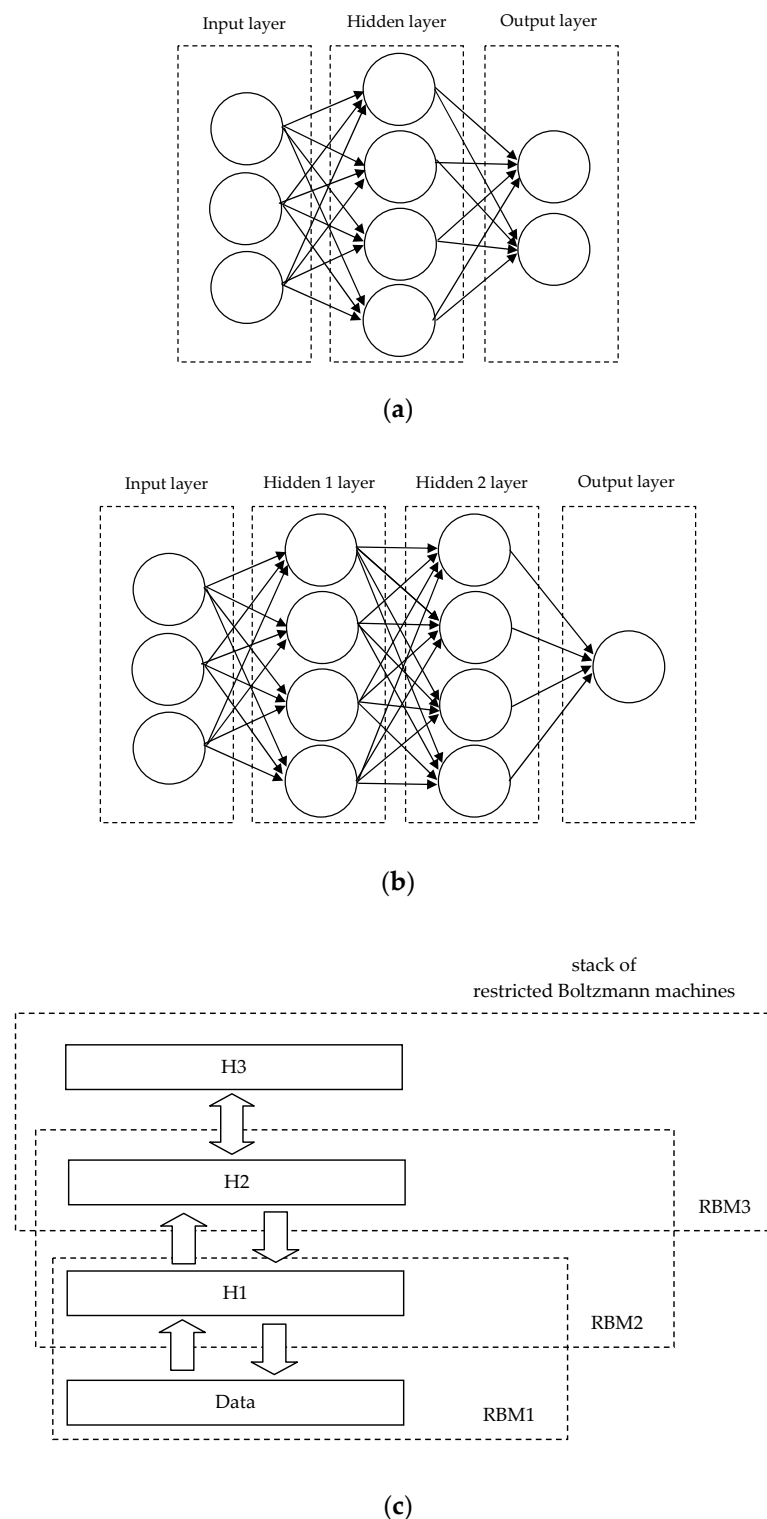 Input layer Hidden layer Output layer
(a)
Input layer Hidden 1 layer Hidden 2 layer Output layer
(b)
stack of
restricted Boltzmann machines
H3
H2
RBM3
H1
RBM2
Data
RBM1
(c)